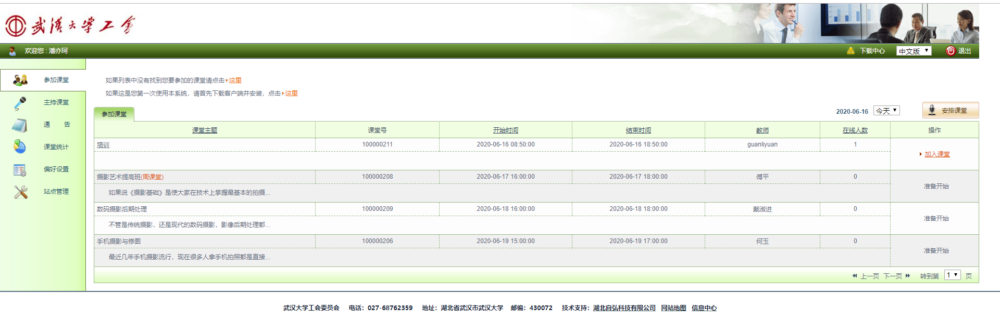 武汉大学工会
欢迎您 : 潘亦珂
下载中心
中文版
退出
参加课堂
主持课堂
通 告
课堂统计
偏好设置
站点管理
如果列表中没有找到您要参加的课堂请点击 这里
如果这是您第一次使用本系统，请首先下载客户端并安装，点击 这里
参加课堂
2020-06-16 今天
安排课堂
课堂主题 课堂号 开始时间 结束时间 教师 在线人数 操作
培训 100000211 2020-06-16 08:50:00 2020-06-16 18:50:00 guanliyuan 1
加入课堂
摄影艺术提高班(周课堂) 100000208 2020-06-17 16:00:00 2020-06-17 18:00:00 傅平 0
准备开始
如果说《摄影基础》是使大家在技术上掌握最基本的拍摄...
数码摄影后期处理 100000209 2020-06-18 16:00:00 2020-06-18 18:00:00 戴淑进 0
准备开始
不管是传统摄影，还是现代的数码摄影，影像后期处理都...
手机摄影与修图 100000206 2020-06-19 15:00:00 2020-06-19 17:00:00 何玉 0
准备开始
最近几年手机摄影流行，现在很多人拿手机拍照都是直接...
上一页 下一页 转到第 1 页
武汉大学工会委员会 电话：027-68762359 地址：湖北省武汉市武汉大学 邮编：430072 技术支持：湖北自弘科技有限公司 网站地图 信息中心